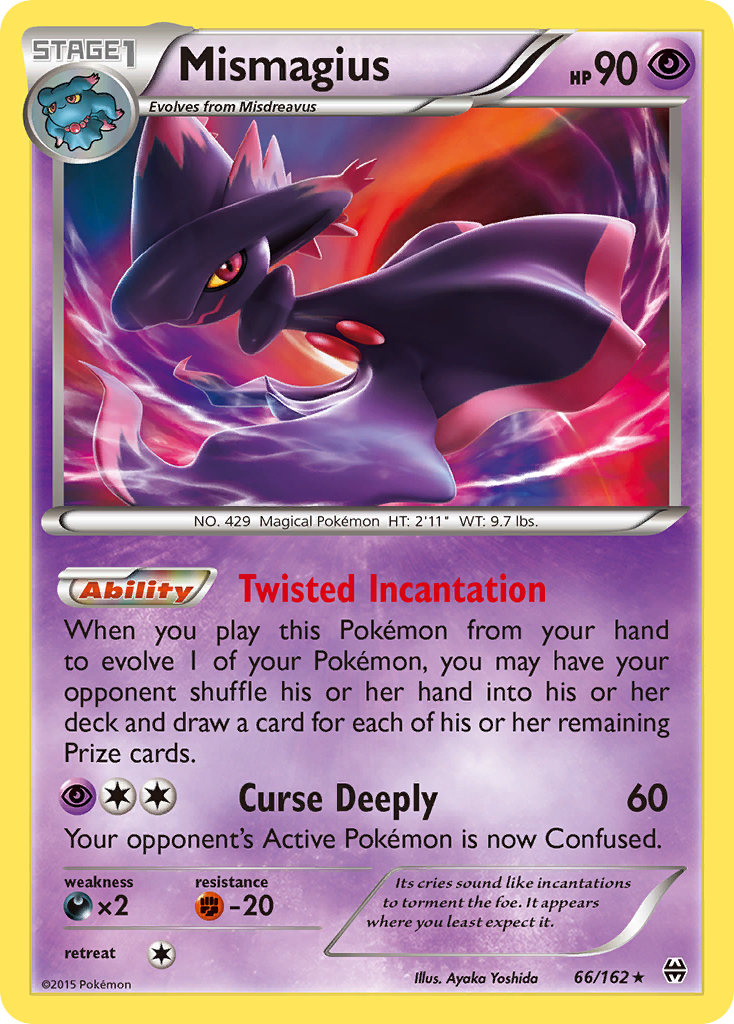 STAGE1
Mismagius
HP 90
Evolves from Misdreavus
NO. 429 Magical Pokémon HT: 2'11" WT: 9.7 lbs.
Ability Twisted Incantation
When you play this Pokémon from your hand
to evolve 1 of your Pokémon, you may have your
opponent shuffle his or her hand into his or her
deck and draw a card for each of his or her remaining
Prize cards.
Curse Deeply 60
Your opponent's Active Pokémon is now Confused.
weakness
×2
resistance
-20
retreat
Its cries sound like incantations
to torment the foe. It appears
where you least expect it.
©2015 Pokémon
Illus. Ayaka Yoshida
66/162 ★